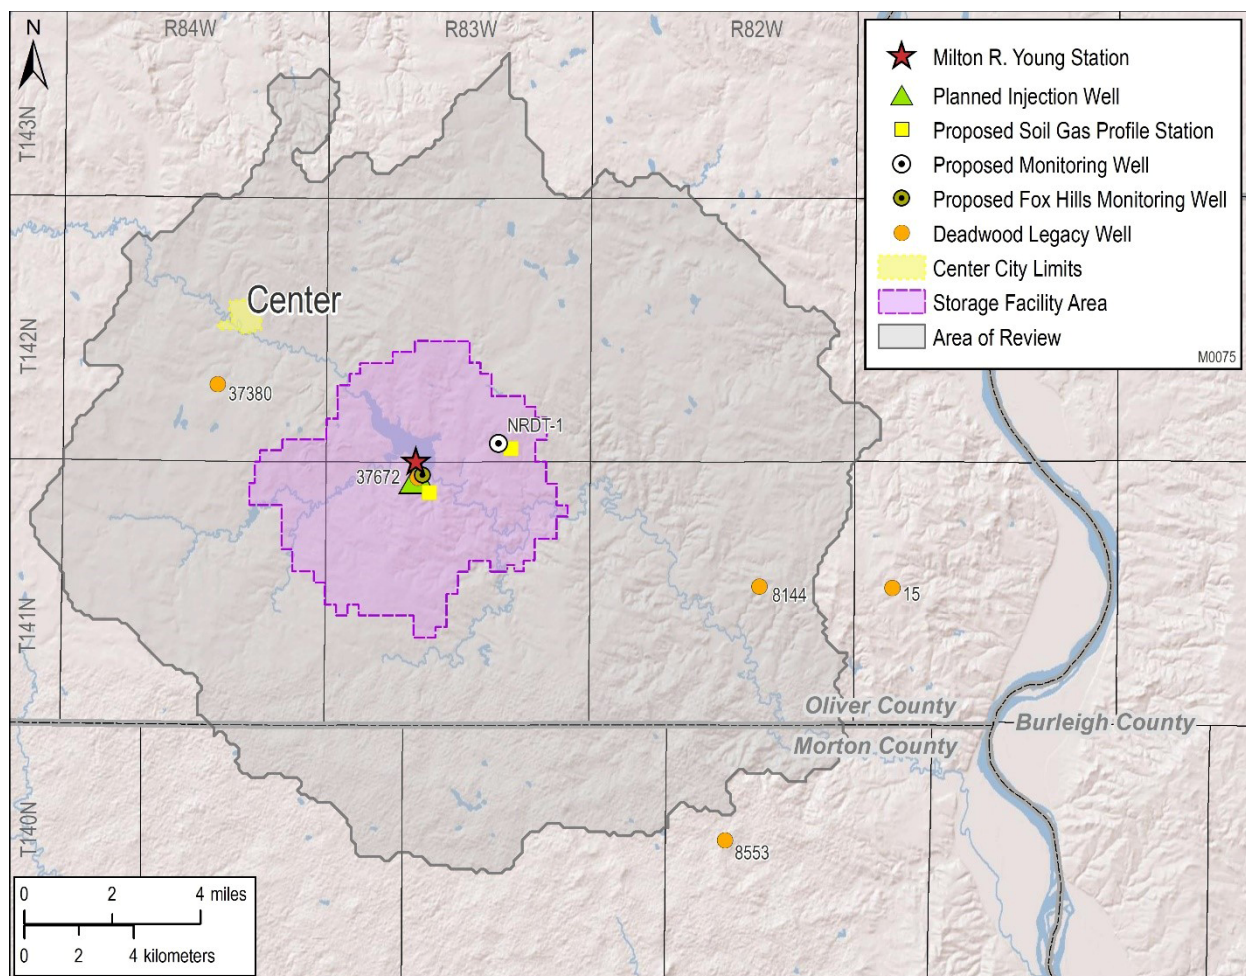 R84W
R83W
R82W
N
T143N
T142N
T141N
T140N
Milton R. Young Station
Planned Injection Well
Proposed Soil Gas Profile Station
Proposed Monitoring Well
Proposed Fox Hills Monitoring Well
Deadwood Legacy Well
Center City Limits
Storage Facility Area
Area of Review
M0075
Center
37380
NRDT-1
37672
8144
15
Oliver County
Burleigh County
Morton County
8553
0 2 4 miles
0 2 4 kilometers